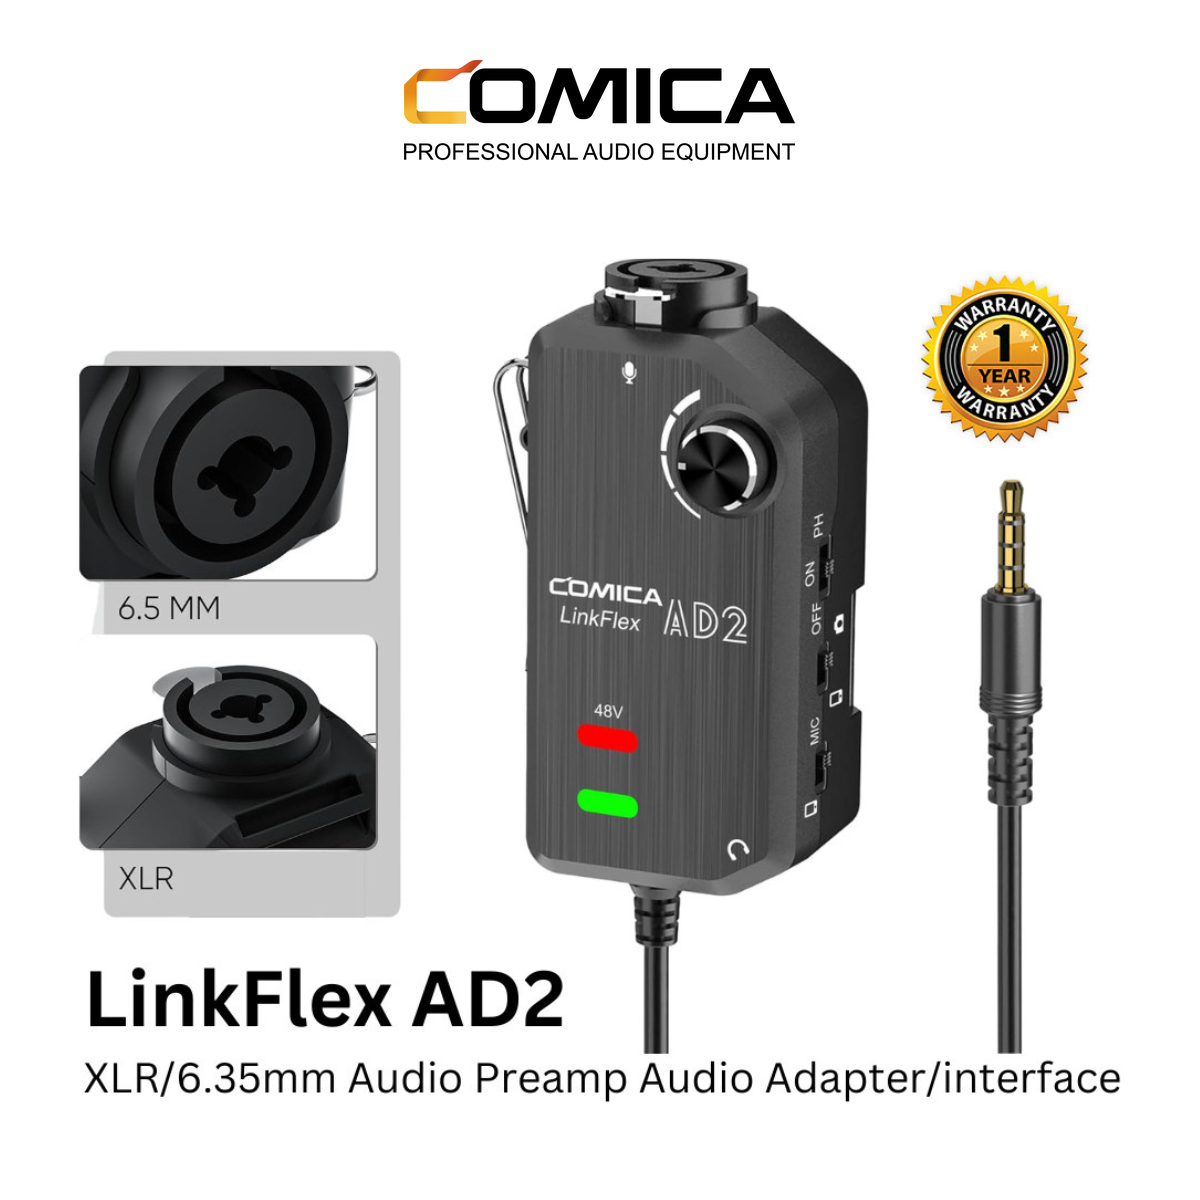 COMICA
PROFESSIONAL AUDIO EQUIPMENT
WARRANTY
1
YEAR
WARRANTY
6.5 MM
XLR
PH
ON
OFF
MIC
COMICA
LinkFlex AD2
48V
LinkFlex AD2
XLR/6.35mm Audio Preamp Audio Adapter/interface